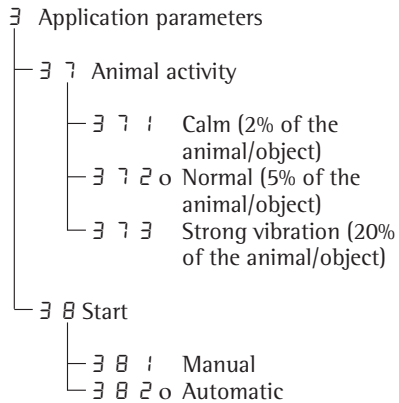 3 Application parameters
3 7 Animal activity
3 7 1 Calm (2% of the
animal/object)
3 7 2 o Normal (5% of the
animal/object)
3 7 3 Strong vibration (20%
of the animal/object)
3 8 Start
3 8 1 Manual
3 8 2 o Automatic